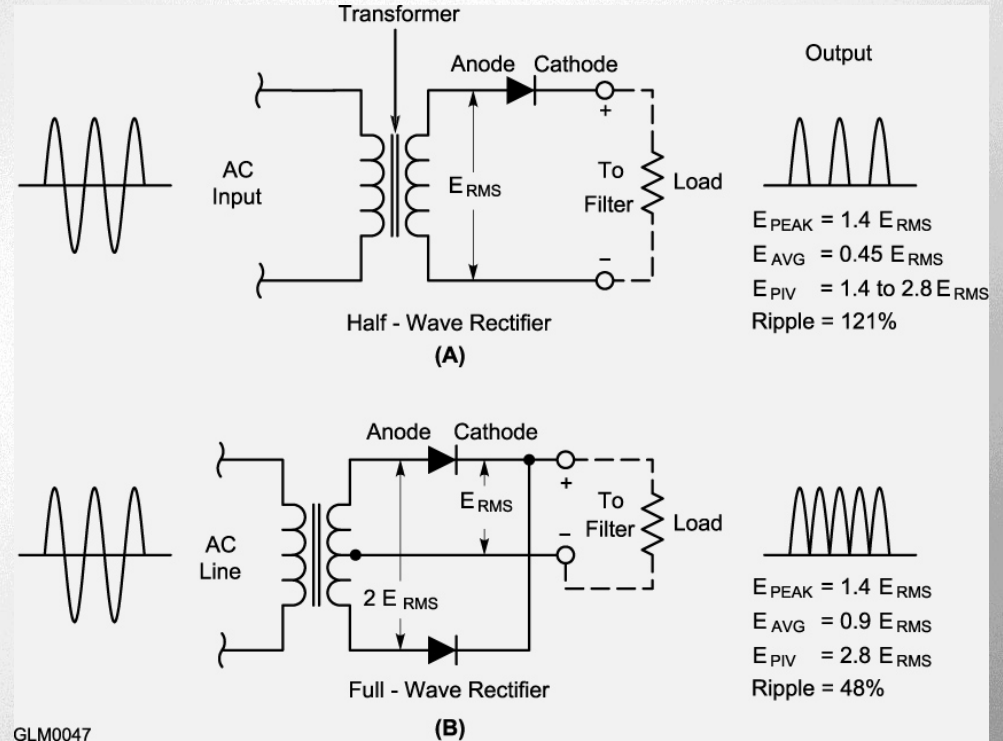 Transformer
Anode Cathode
Output
+
AC
Input
E RMS
To
Filter
Load
–
E PEAK = 1.4 E RMS
E AVG = 0.45 E RMS
E PIV = 1.4 to 2.8 E RMS
Ripple = 121%
Half - Wave Rectifier
(A)
Anode Cathode
+
E RMS
To
Filter
Load
–
AC
Line
2 E RMS
E PEAK = 1.4 E RMS
E AVG = 0.9 E RMS
E PIV = 2.8 E RMS
Ripple = 48%
Full - Wave Rectifier
(B)
GLM0047